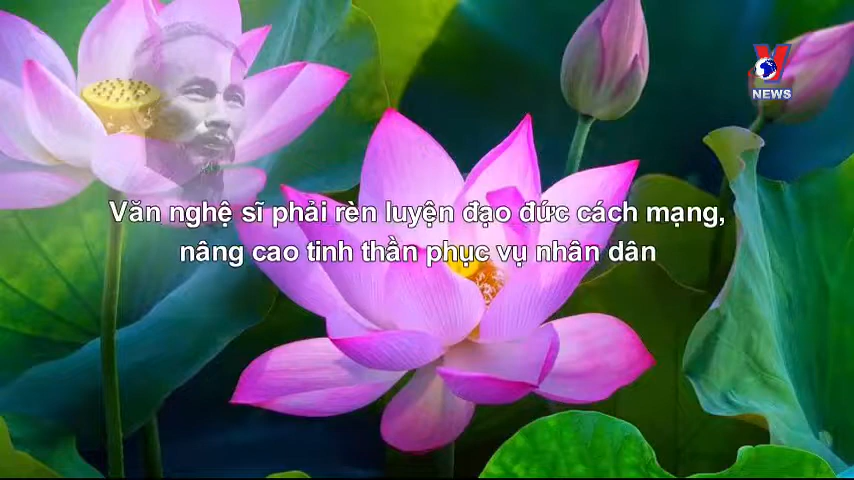 V
NEWS
Văn nghệ sĩ phải rèn luyện đạo đức cách mạng,
nâng cao tinh thần phục vụ nhân dân